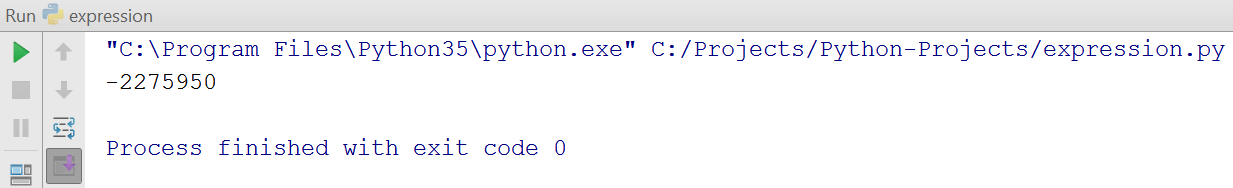 Run expression
"C:\Program Files\Python35\python.exe" C:/Projects/Python-Projects/expression.py
-2275950
Process finished with exit code 0